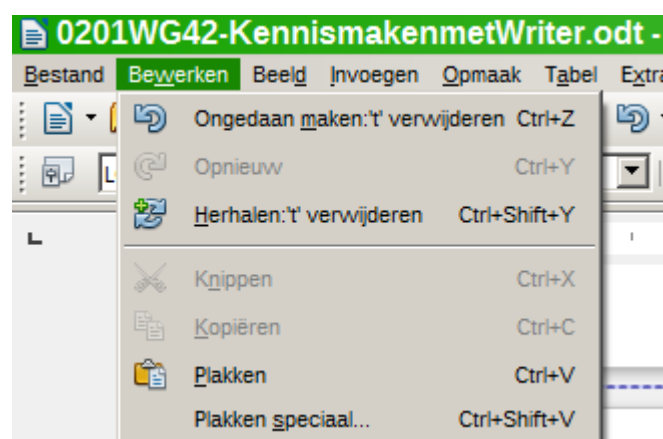 0201WG42-KennismakenmetWriter.odt -
Bestand Bewerken Beeld Invoegen Opmaak Tabel Extra
Ongedaan maken:'t' verwijderen Ctrl+Z
Opnieuw Ctrl+Y
Herhalen:'t' verwijderen Ctrl+Shift+Y
Knippen Ctrl+X
Kopiëren Ctrl+C
Plakken Ctrl+V
Plakken speciaal... Ctrl+Shift+V